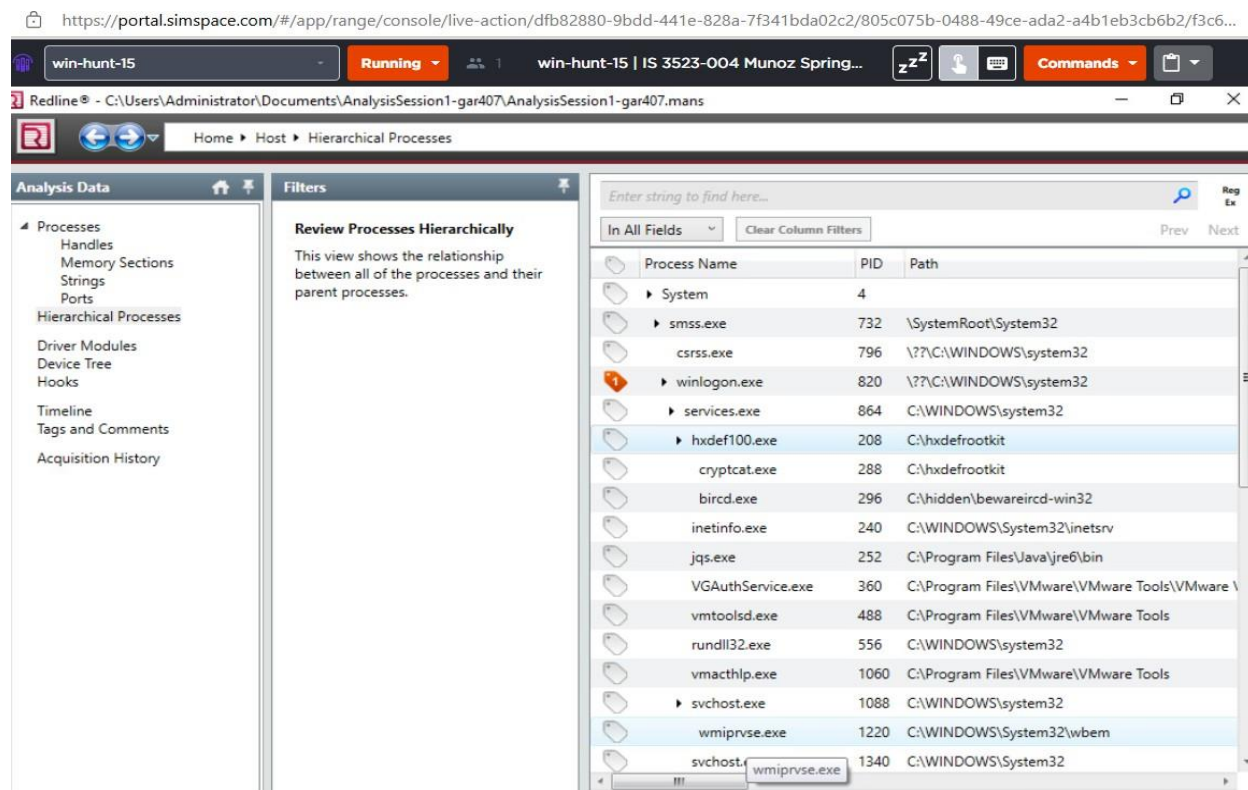 https://portal.simspace.com/#/app/range/console/live-action/dfb82880-9bdd-441e-828a-7f341bda02c2/805c075b-0488-49ce-ada2-a4b1eb3cb6b2/f3c6...
win-hunt-15 Running 1 win-hunt-15 | IS 3523-004 Munoz Spring... zzZ Commands
Redline® - C:\Users\Administrator\Documents\AnalysisSession1-gar407\AnalysisSession1-gar407.mans
Home Host Hierarchical Processes
Analysis Data
Processes
Handles
Memory Sections
Strings
Ports
Hierarchical Processes
Driver Modules
Device Tree
Hooks
Timeline
Tags and Comments
Acquisition History
Filters
Review Processes Hierarchically
This view shows the relationship
between all of the processes and their
parent processes.
Enter string to find here...
Reg
Ex
In All Fields Clear Column Filters Prev Next
Process Name PID Path
System 4
smss.exe 732 \SystemRoot\System32
csrss.exe 796 \??\C:\WINDOWS\system32
1 winlogon.exe 820 \??\C:\WINDOWS\system32
services.exe 864 C:\WINDOWS\system32
hxdef100.exe 208 C:\hxdefrootkit
cryptcat.exe 288 C:\hxdefrootkit
bircd.exe 296 C:\hidden\bewareircd-win32
inetinfo.exe 240 C:\WINDOWS\System32\inetsrv
jqs.exe 252 C:\Program Files\Java\jre6\bin
VGAuthService.exe 360 C:\Program Files\VMware\VMware Tools\VMware V
vmtoolsd.exe 488 C:\Program Files\VMware\VMware Tools
rundll32.exe 556 C:\WINDOWS\system32
vmacthlp.exe 1060 C:\Program Files\VMware\VMware Tools
svchost.exe 1088 C:\WINDOWS\system32
wmiprvse.exe 1220 C:\WINDOWS\System32\wbem
svchost. 1340 C:\WINDOWS\System32
wmiprvse.exe